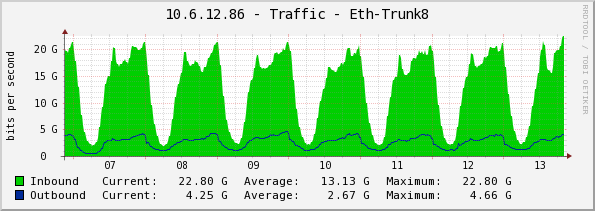 10.6.12.86 - Traffic - Eth-Trunk8
RRDTOOL / TOBI OETIKER
bits per second
20 G
15 G
10 G
5 G
0
07 08 09 10 11 12 13
Inbound Current: 22.80 G Average: 13.13 G Maximum: 22.80 G
Outbound Current: 4.25 G Average: 2.67 G Maximum: 4.66 G